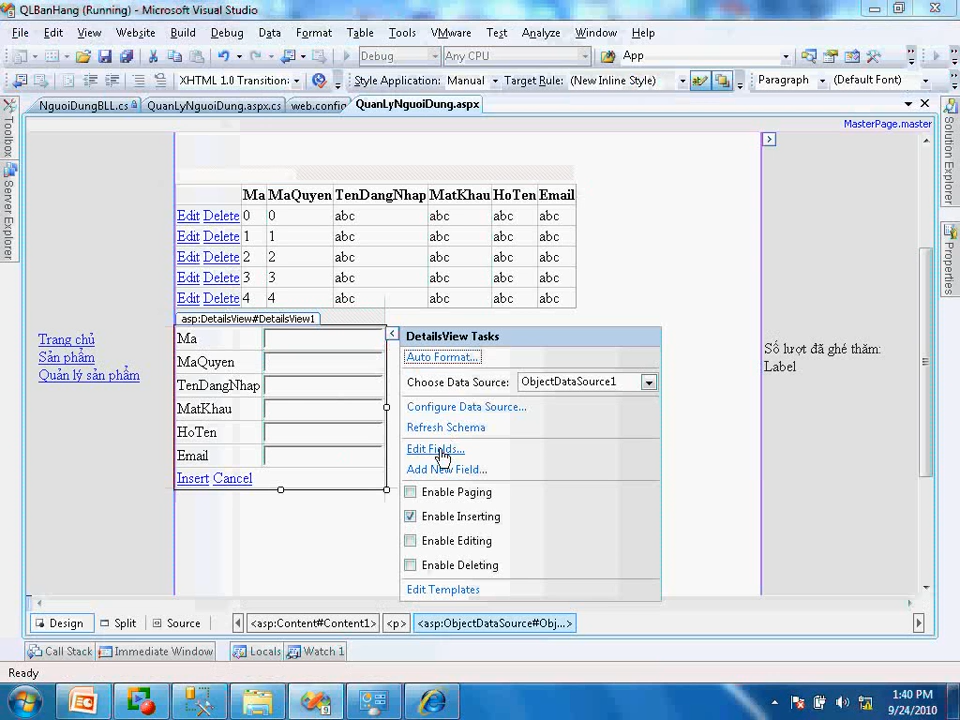 QLBanHang (Running) - Microsoft Visual Studio
File Edit View Website Build Debug Data Format Table Tools VMware Test Analyze Window Help
Debug Any CPU App
XHTML 1.0 Transition: Style Application: Manual Target Rule: (New Inline Style) Paragraph (Default Font)
NguoiDungBLL.cs QuanLyNguoiDung.aspx.cs web.config QuanLyNguoiDung.aspx
MasterPage.master
Toolbox
Server Explorer
Solution Explorer
Properties
Ma MaQuyen TenDangNhap MatKhau HoTen Email
Edit Delete 0 0 abc abc abc abc
Edit Delete 1 1 abc abc abc abc
Edit Delete 2 2 abc abc abc abc
Edit Delete 3 3 abc abc abc abc
Edit Delete 4 4 abc abc abc abc
asp:DetailsView#DetailsView1
Trang chủ
Sản phẩm
Quản lý sản phẩm
Ma
MaQuyen
TenDangNhap
MatKhau
HoTen
Email
Insert Cancel
DetailsView Tasks
Auto Format...
Choose Data Source: ObjectDataSource1
Configure Data Source...
Refresh Schema
Edit Fields...
Add New Field...
Enable Paging
Enable Inserting
Enable Editing
Enable Deleting
Edit Templates
Số lượt đã ghé thăm:
Label
Design Split Source <asp:Content#Content1> <p> <asp:ObjectDataSource#Obj...>
Call Stack Immediate Window Locals Watch 1
Ready
1:40 PM
9/24/2010